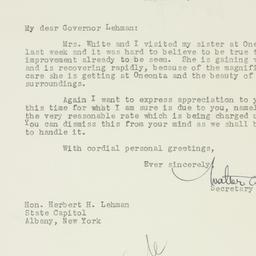 My dear Governor Lehman:
Mrs. White and I visited my sister at One
last week and it was hard to believe to be true t
improvement already to be seen. She is gaining
and is recovering rapidly, because of the magnif
care she is getting at Oneonta and the beauty of
surroundings.
Again I want to express appreciation to y
this time for what I am sure is due to you, namel
the very reasonable rate which is being charged u
You can dismiss this from your mind as we shall b
to handle it.
With cordial personal greetings,
Ever sincerely,
Walter
Secretary
Hon. Herbert H. Lehman
State Capitol
Albany, New York